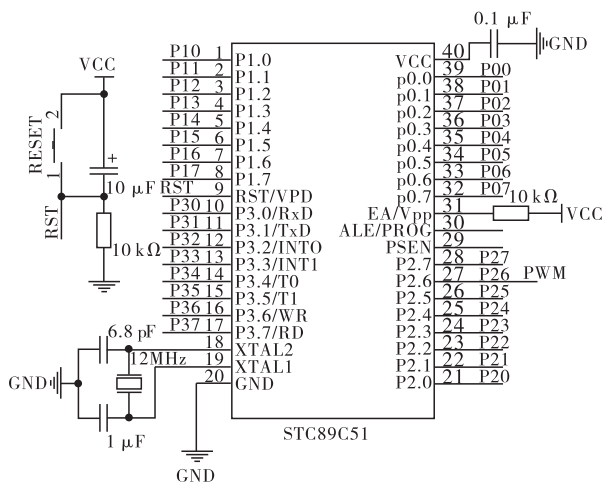 0.1 μF
GND
VCC
RESET
1 2
+
10 μF
RST
10 kΩ
P10 1 P1.0
P11 2 P1.1
P12 3 P1.2
P13 4 P1.3
P14 5 P1.4
P15 6 P1.5
P16 7 P1.6
P17 8 P1.7
RST 9 RST/VPD
P30 10 P3.0/RxD
P31 11 P3.1/TxD
P32 12 P3.2/INTO
P33 13 P3.3/INT1
P34 14 P3.4/T0
P35 15 P3.5/T1
P36 16 P3.6/WR
P37 17 P3.7/RD
18 XTAL2
19 XTAL1
20 GND
VCC 40
p0.0 39 P00
p0.1 38 P01
p0.2 37 P02
p0.3 36 P03
p0.4 35 P04
p0.5 34 P05
p0.6 33 P06
p0.7 32 P07
EA/Vpp 31
10 kΩ
VCC
ALE/PROG 30
PSEN 29
P2.7 28 P27
P2.6 27 P26 PWM
P2.5 26 P25
P2.4 25 P24
P2.3 24 P23
P2.2 23 P22
P2.1 22 P21
P2.0 21 P20
6.8 pF
12MHz
GND
1 μF
GND
STC89C51